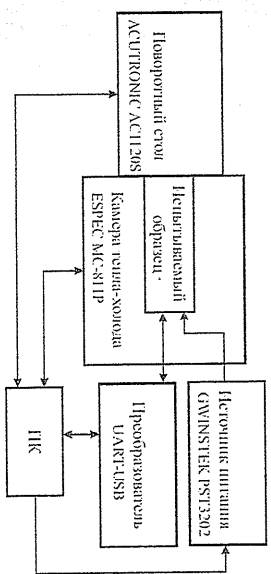 Поворотный стол
ACUTRONIC AC1120S
Испытываемый
образец
Камера тепла-холода
ESPEC MC-811P
Источник питания
GWINSTEK PST3202
Преобразователь
UART-USB
ПК